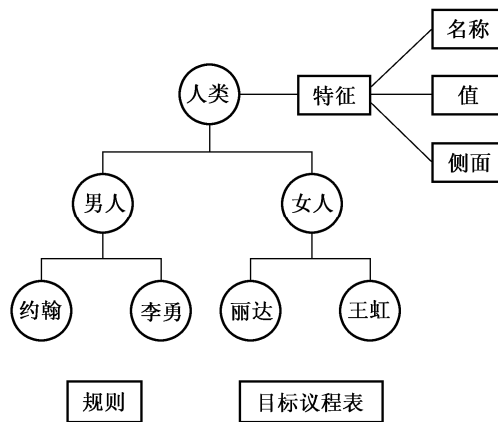 名称
人类
特征
值
侧面
男人
女人
约翰
李勇
丽达
王虹
规则
目标议程表